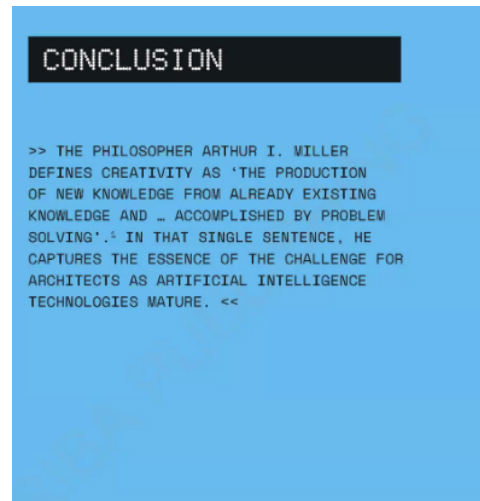 CONCLUSION
>> THE PHILOSOPHER ARTHUR I. MILLER
DEFINES CREATIVITY AS ‘THE PRODUCTION
OF NEW KNOWLEDGE FROM ALREADY EXISTING
KNOWLEDGE AND … ACCOMPLISHED BY PROBLEM
SOLVING’. IN THAT SINGLE SENTENCE, HE
CAPTURES THE ESSENCE OF THE CHALLENGE FOR
ARCHITECTS AS ARTIFICIAL INTELLIGENCE
TECHNOLOGIES MATURE. <<